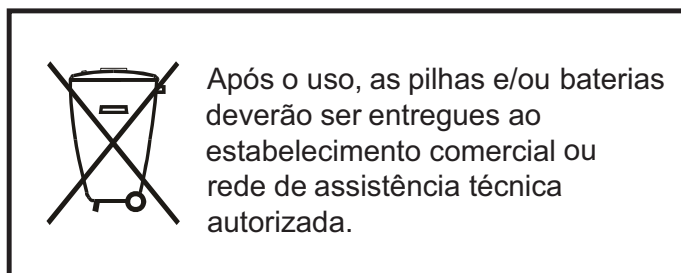 Após o uso, as pilhas e/ou baterias
deverão ser entregues ao
estabelecimento comercial ou
rede de assistência técnica
autorizada.